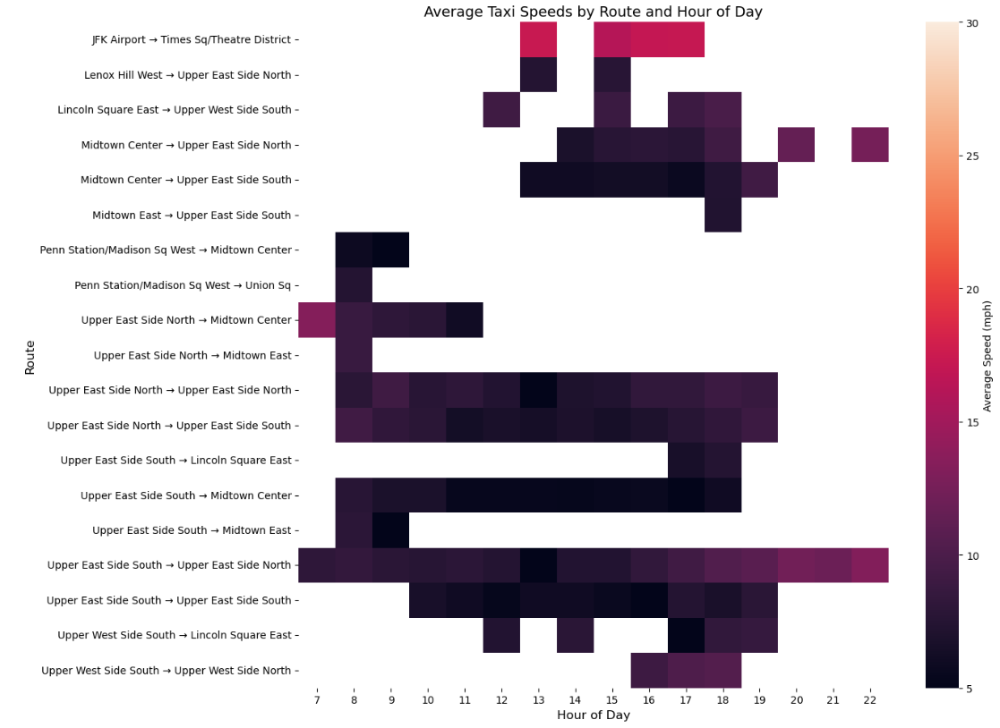 Average Taxi Speeds by Route and Hour of Day
JFK Airport → Times Sq/Theatre District
Lenox Hill West → Upper East Side North
Lincoln Square East → Upper West Side South
Midtown Center → Upper East Side North
Midtown Center → Upper East Side South
Midtown East → Upper East Side South
Penn Station/Madison Sq West → Midtown Center
Penn Station/Madison Sq West → Union Sq
Upper East Side North → Midtown Center
Upper East Side North → Midtown East
Upper East Side North → Upper East Side North
Upper East Side North → Upper East Side South
Upper East Side South → Lincoln Square East
Upper East Side South → Midtown Center
Upper East Side South → Midtown East
Upper East Side South → Upper East Side North
Upper East Side South → Upper East Side South
Upper West Side South → Lincoln Square East
Upper West Side South → Upper West Side North
Route
7 8 9 10 11 12 13 14 15 16 17 18 19 20 21 22
Hour of Day
30
25
20
15
10
5
Average Speed (mph)